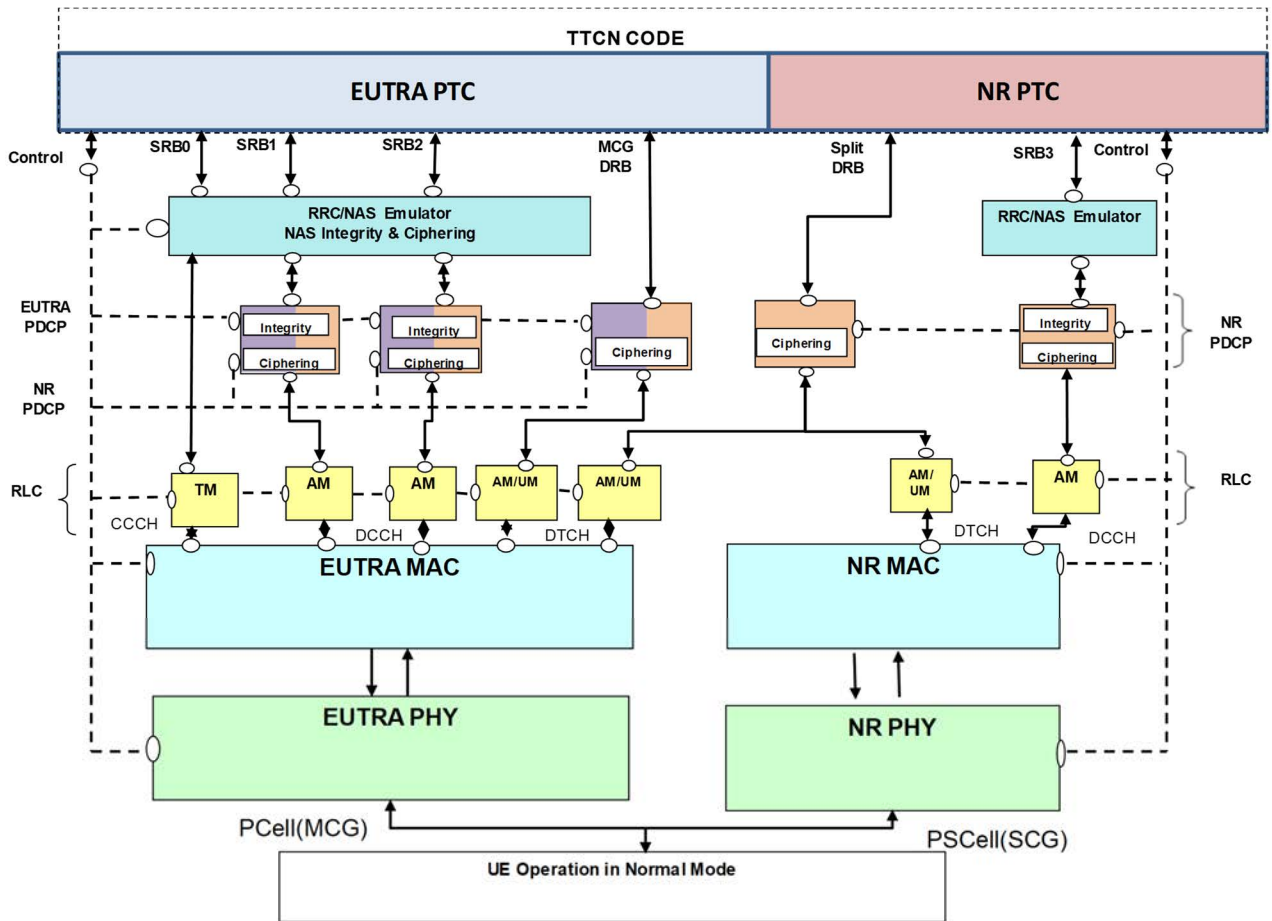 TTCN CODE
EUTRA PTC
NR PTC
Control
SRB0
SRB1
SRB2
MCG
DRB
Split
DRB
SRB3
Control
RRC/NAS Emulator
NAS Integrity & Ciphering
RRC/NAS Emulator
EUTRA
PDCP
Integrity
Ciphering
Integrity
Ciphering
Ciphering
Ciphering
Integrity
Ciphering
NR
PDCP
NR
PDCP
RLC
TM
AM
AM
AM/UM
AM/UM
AM/
UM
AM
RLC
CCCH
DCCH
DTCH
DTCH
DCCH
EUTRA MAC
NR MAC
EUTRA PHY
NR PHY
PCell(MCG)
PSCell(SCG)
UE Operation in Normal Mode